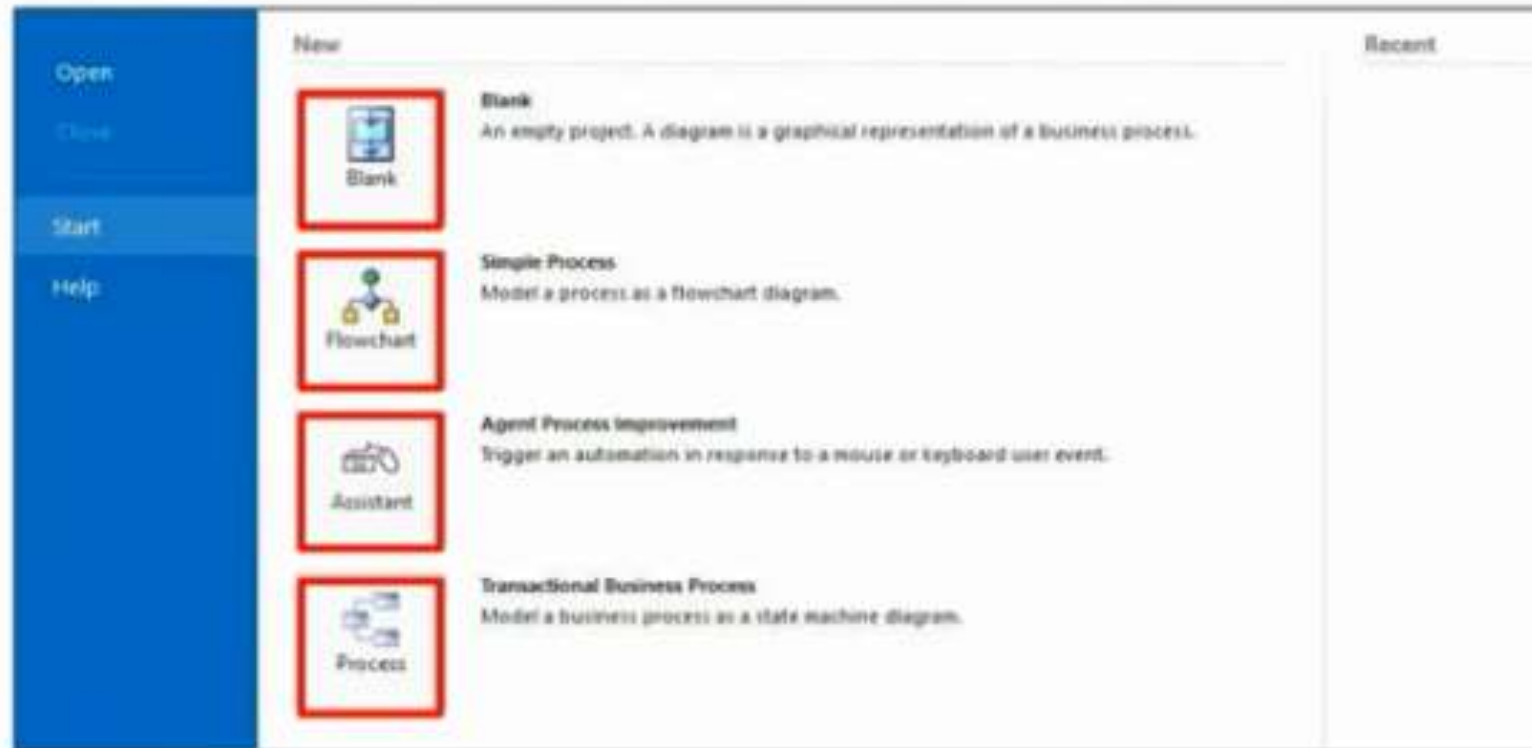 Open
Close
Start
Help
New
Blank
Blank
An empty project. A diagram is a graphical representation of a business process.
Flowchart
Simple Process
Model a process as a flowchart diagram.
Assistant
Agent Process Improvement
Trigger an automation in response to a mouse or keyboard user event.
Process
Transactional Business Process
Model a business process as a state machine diagram.
Recent